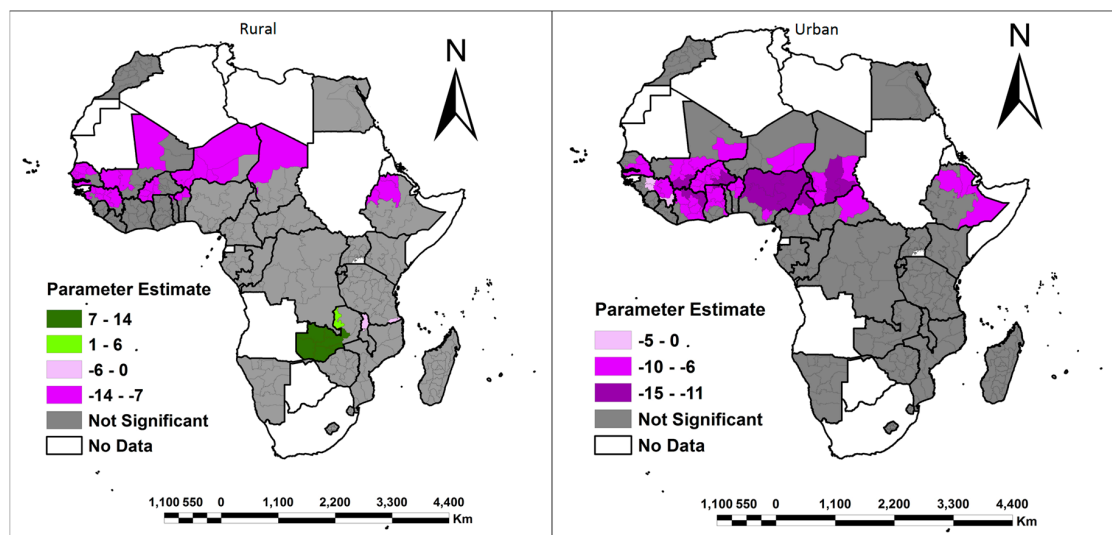 Rural
N
Parameter Estimate
7 - 14
1 - 6 .
-6 - 0
-14 - -7
Not Significant
No Data
1,100 550 0 1,100 2,200 3,300 4,400
Km
Urban
N
Parameter Estimate
-5 - 0 .
-10 - -6
-15 - -11
Not Significant
No Data
1,100 550 0 1,100 2,200 3,300 4,400
Km